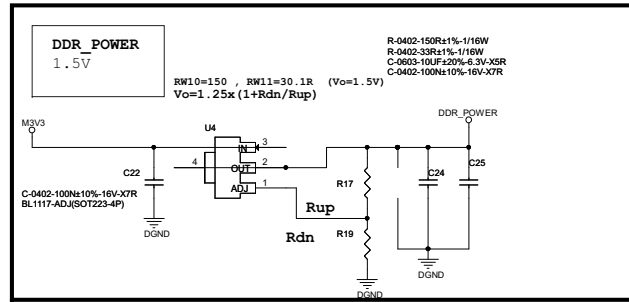 DDR_POWER
1.5V
R-0402-150R±1%-1/16W
R-0402-33R±1%-1/16W
C-0603-10UF±20%-6.3V-X5R
C-0402-100N±10%-16V-X7R
RW10=150 , RW11=30.1R (Vo=1.5V)
Vo=1.25x(1+Rdn/Rup)
DDR_POWER
M3V3
U4
IN
3
C22
4
OUT
2
ADJ
1
R17
C24
C25
C-0402-100N±10%-16V-X7R
BL1117-ADJ(SOT223-4P)
Rup
Rdn
R19
DGND
DGND
DGND